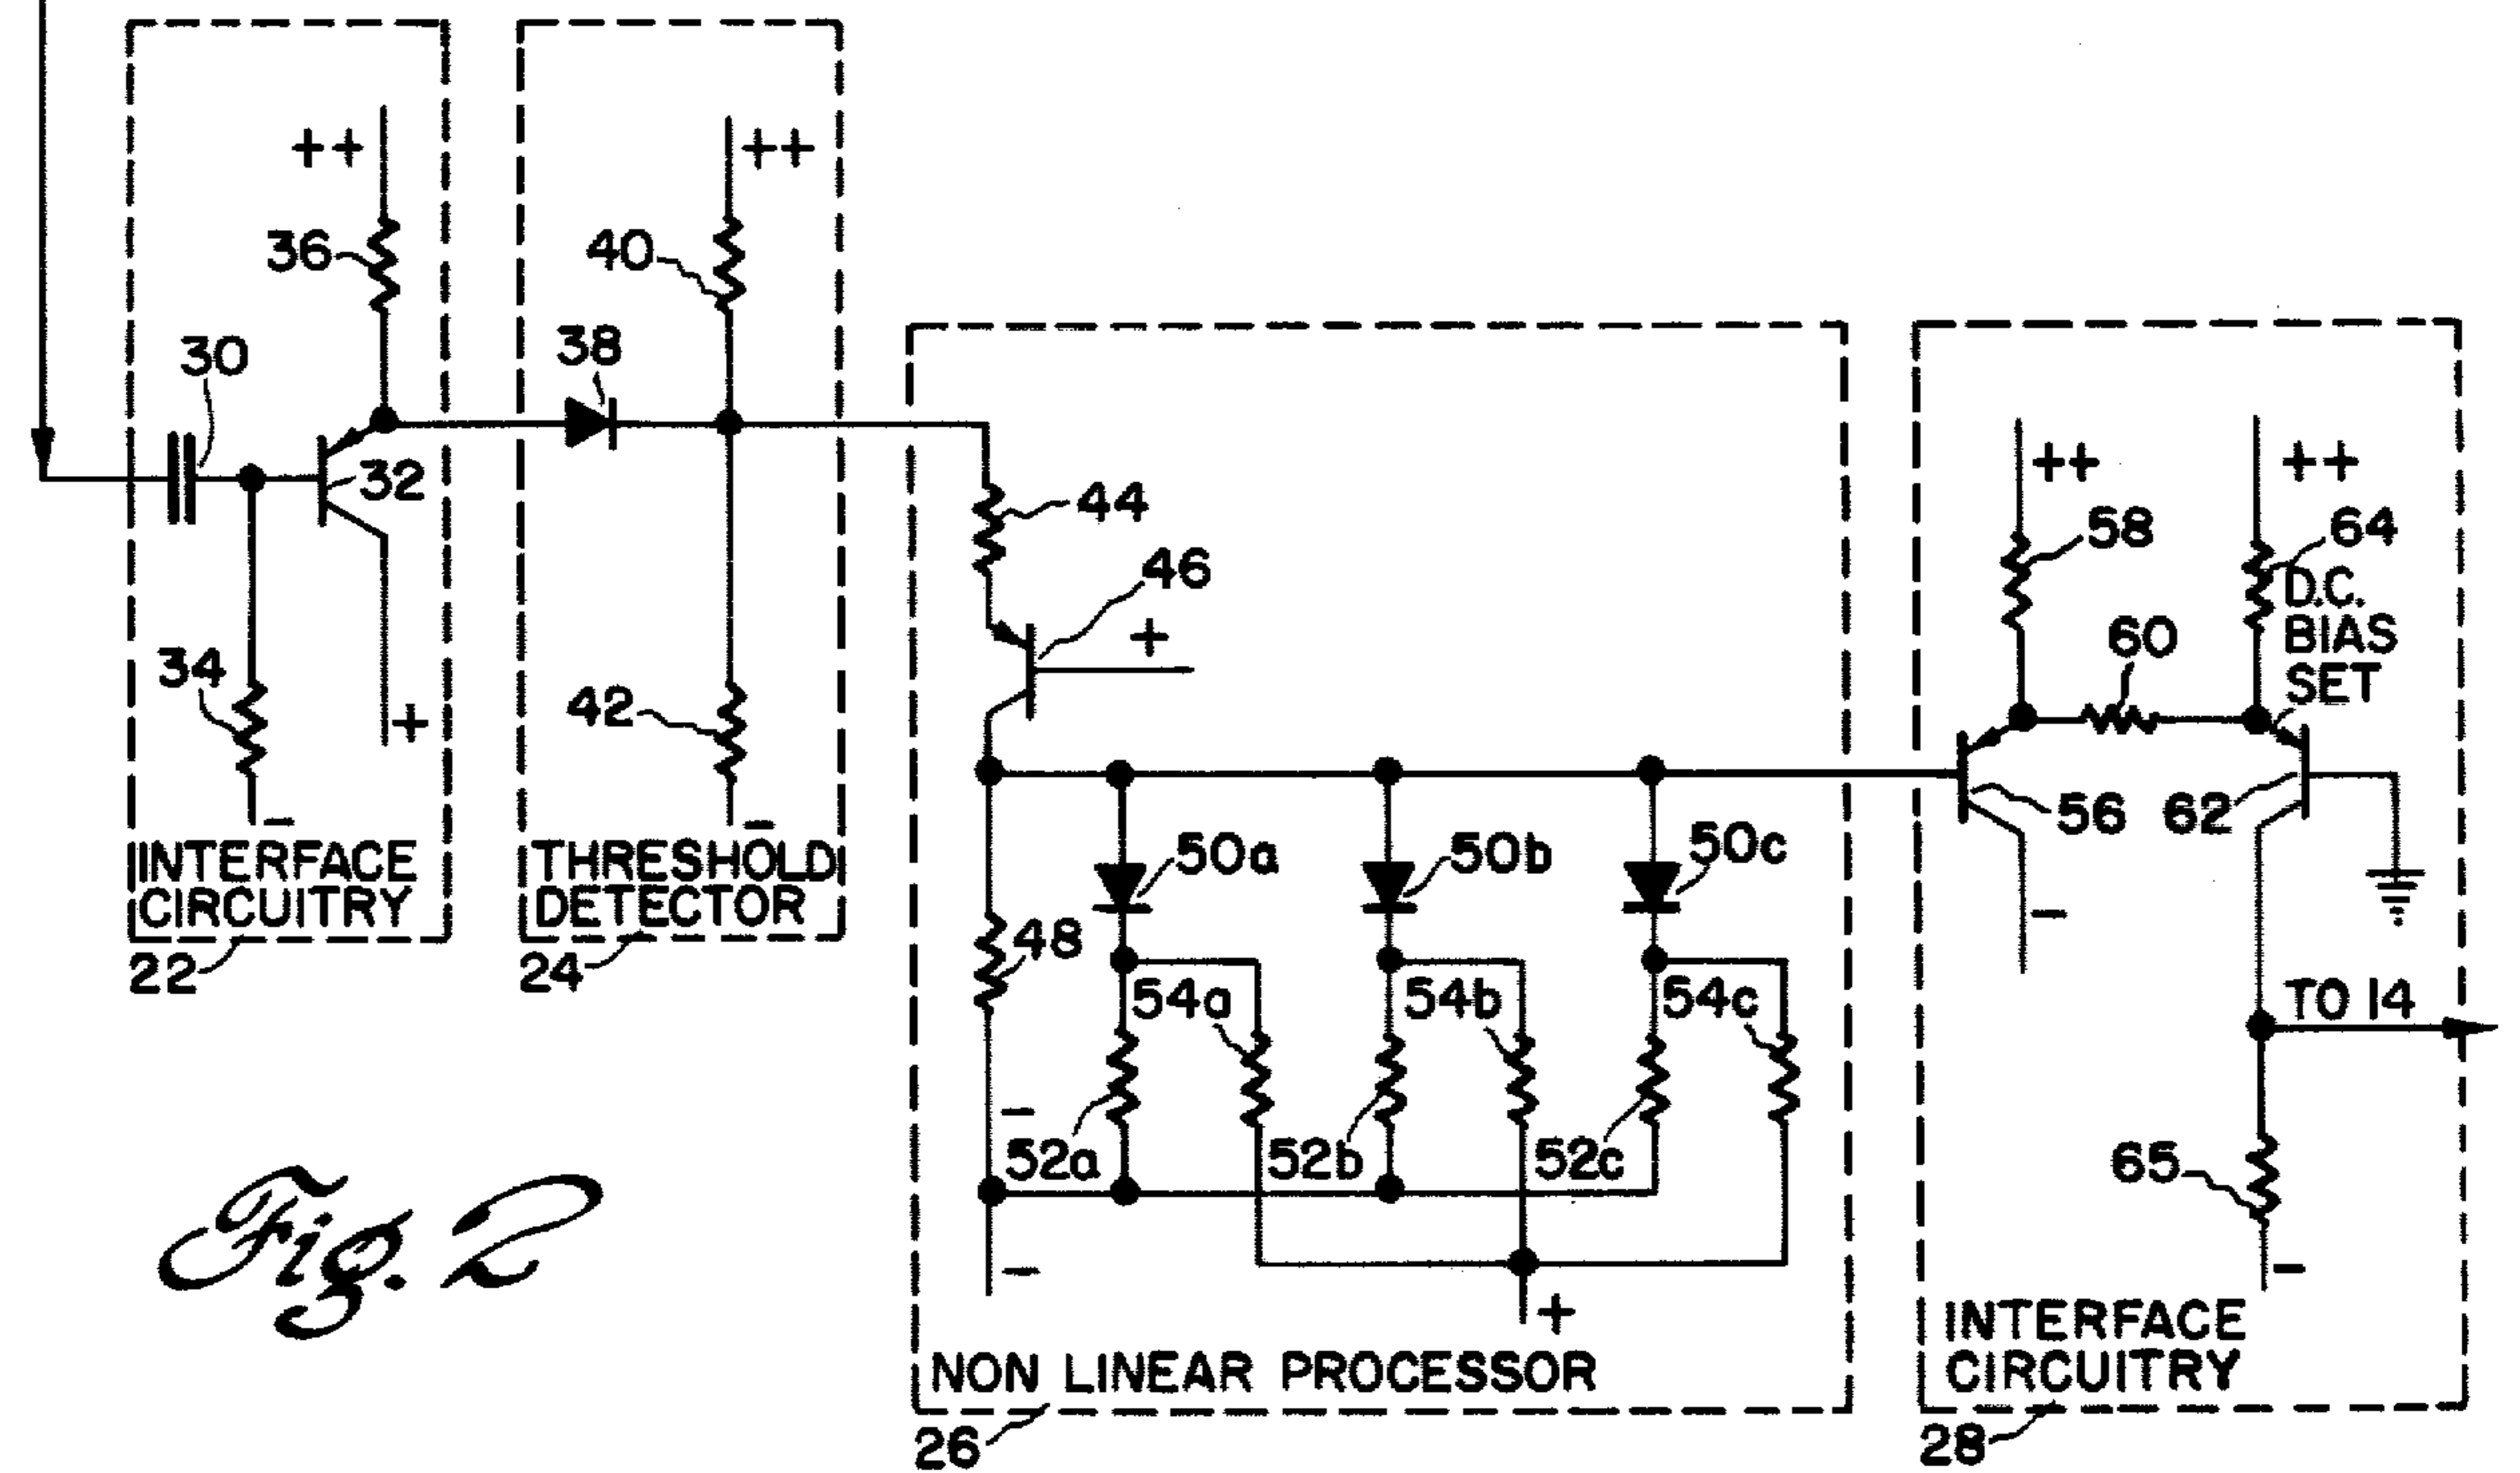 ++
36
30
32
34
+
–
INTERFACE
CIRCUITRY
22
++
40
38
42
–
THRESHOLD
DETECTOR
24
44
46
+
50a
50b
50c
48
54a
54b
54c
–
52a
52b
52c
–
+
NON LINEAR PROCESSOR
26
++
++
58
64
D.C.
BIAS
SET
60
56
62
–
TO 14
65
–
INTERFACE
CIRCUITRY
28
Fig. 2